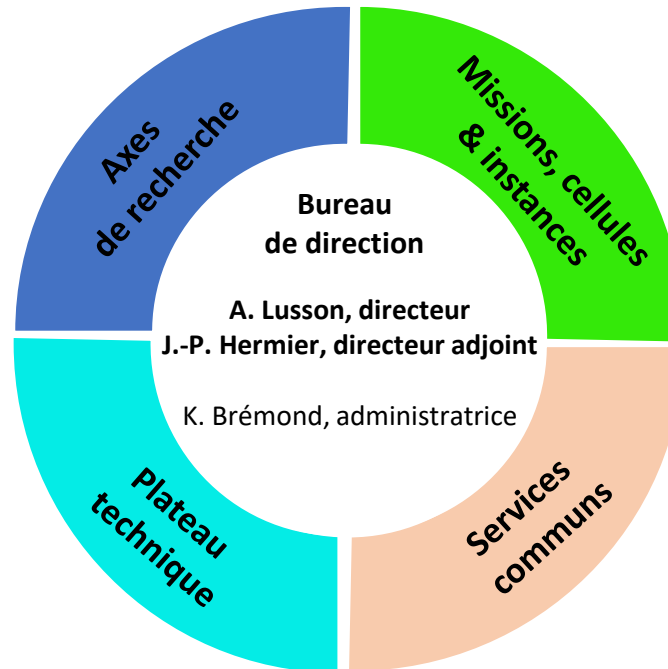 Axes
de recherche
Missions, cellules
& instances
Bureau
de direction
A. Lusson, directeur
J.-P. Hermier, directeur adjoint
K. Brémond, administratrice
Plateau
technique
Services
communs